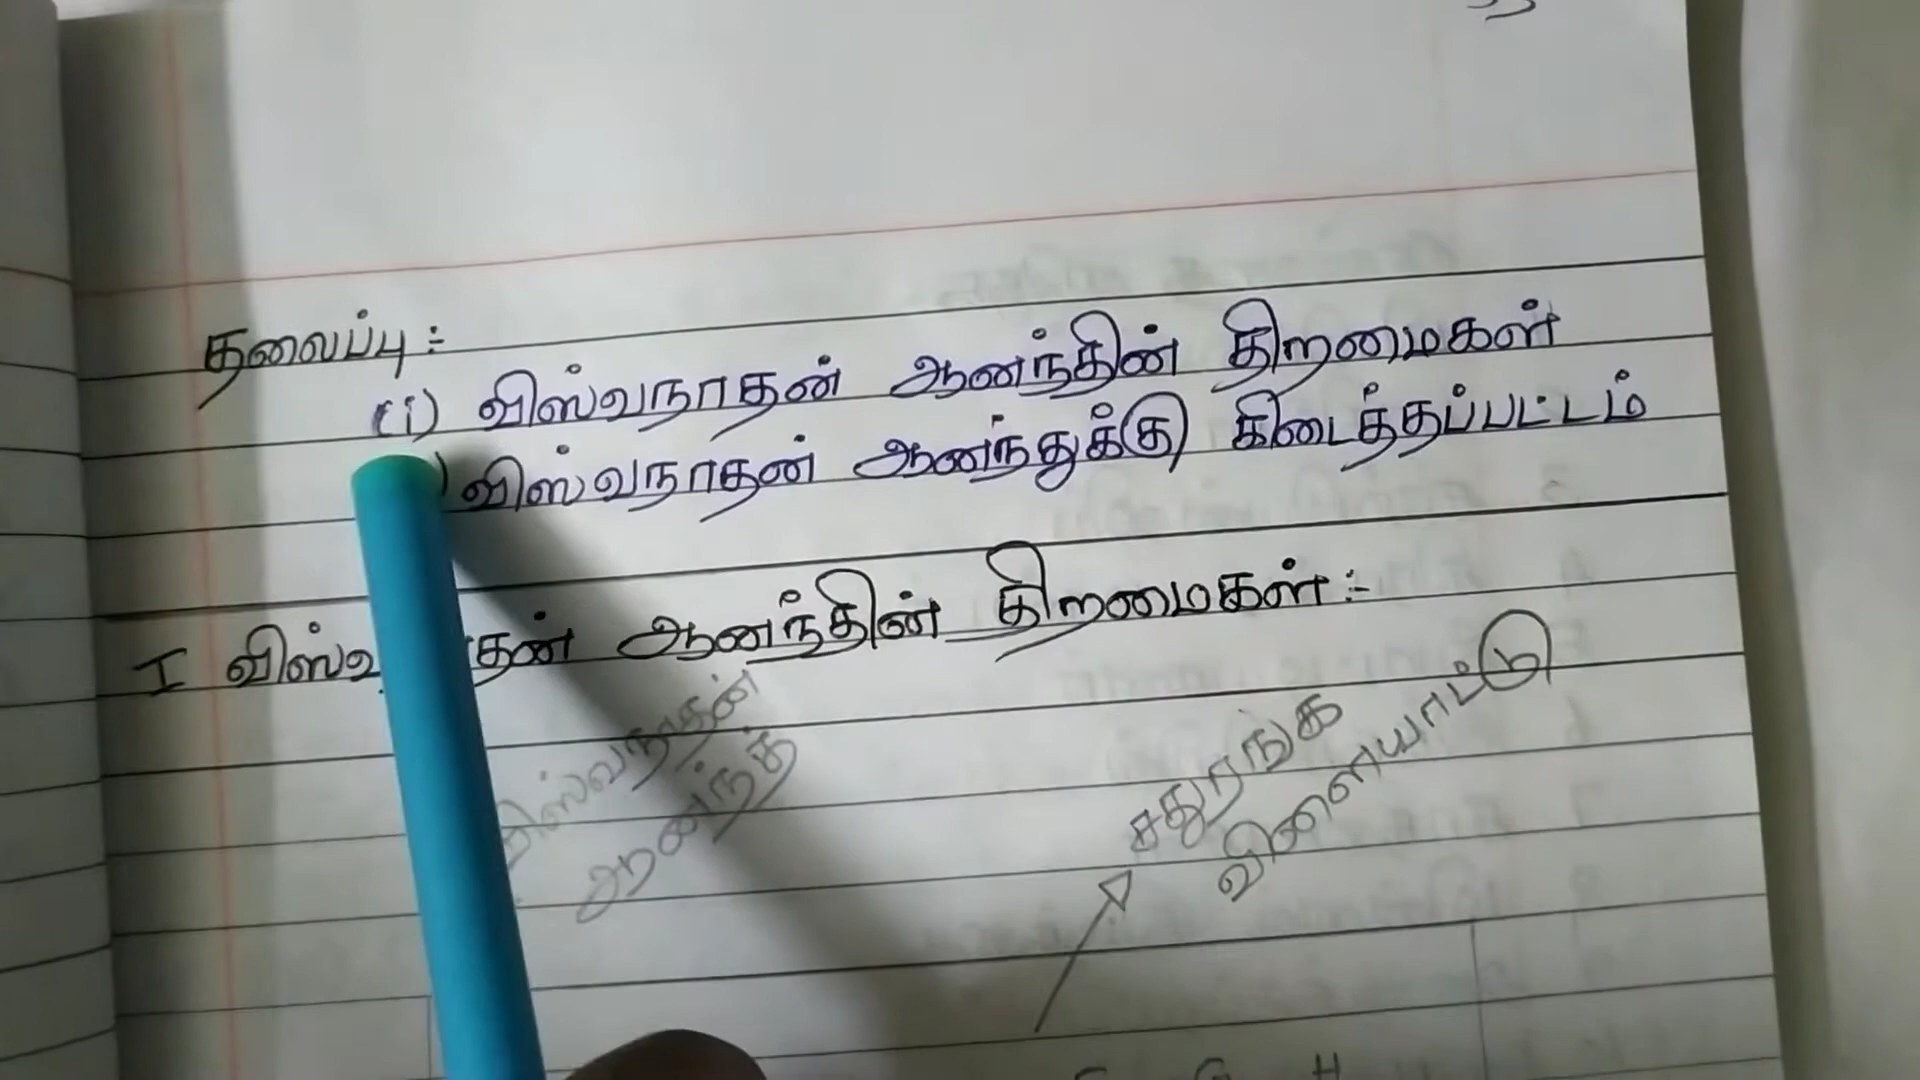 தலைப்பு :
(i) விஸ்வநாதன் ஆனந்தின் திறமைகள்
) விஸ்வநாதன் ஆனந்துக்கு கிடைத்தப்பட்டம்
I விஸ்வ தன் ஆனந்தின் திறமைகள் :-
விஸ்வநாதன்
ஆனந்த்
சதுரங்க
விளையாட்டு